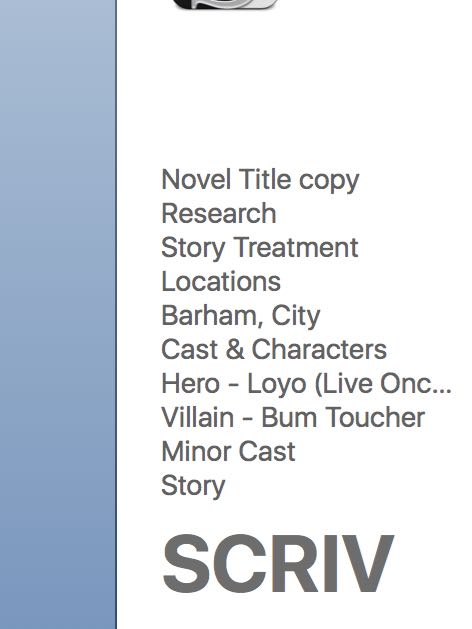 Novel Title copy
Research
Story Treatment
Locations
Barham, City
Cast & Characters
Hero - Loyo (Live Onc...
Villain - Bum Toucher
Minor Cast
Story
SCRIV